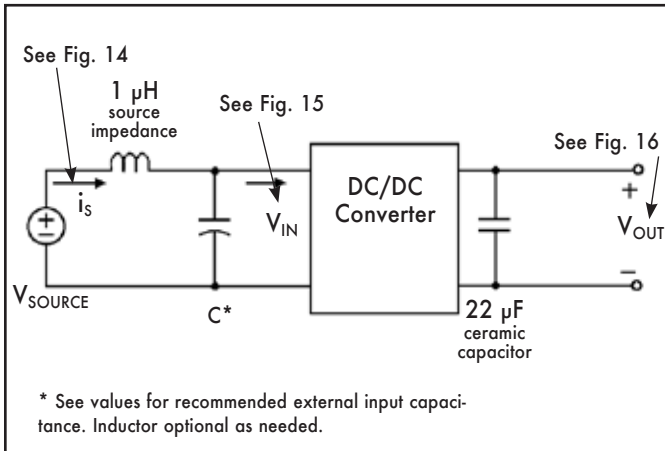 See Fig. 14
1 µH
source
impedance
See Fig. 15
See Fig. 16
iS
VIN
DC/DC
Converter
+
VOUT
–
+
–
VSOURCE
C*
22 µF
ceramic
capacitor
* See values for recommended external input capaci-
tance. Inductor optional as needed.